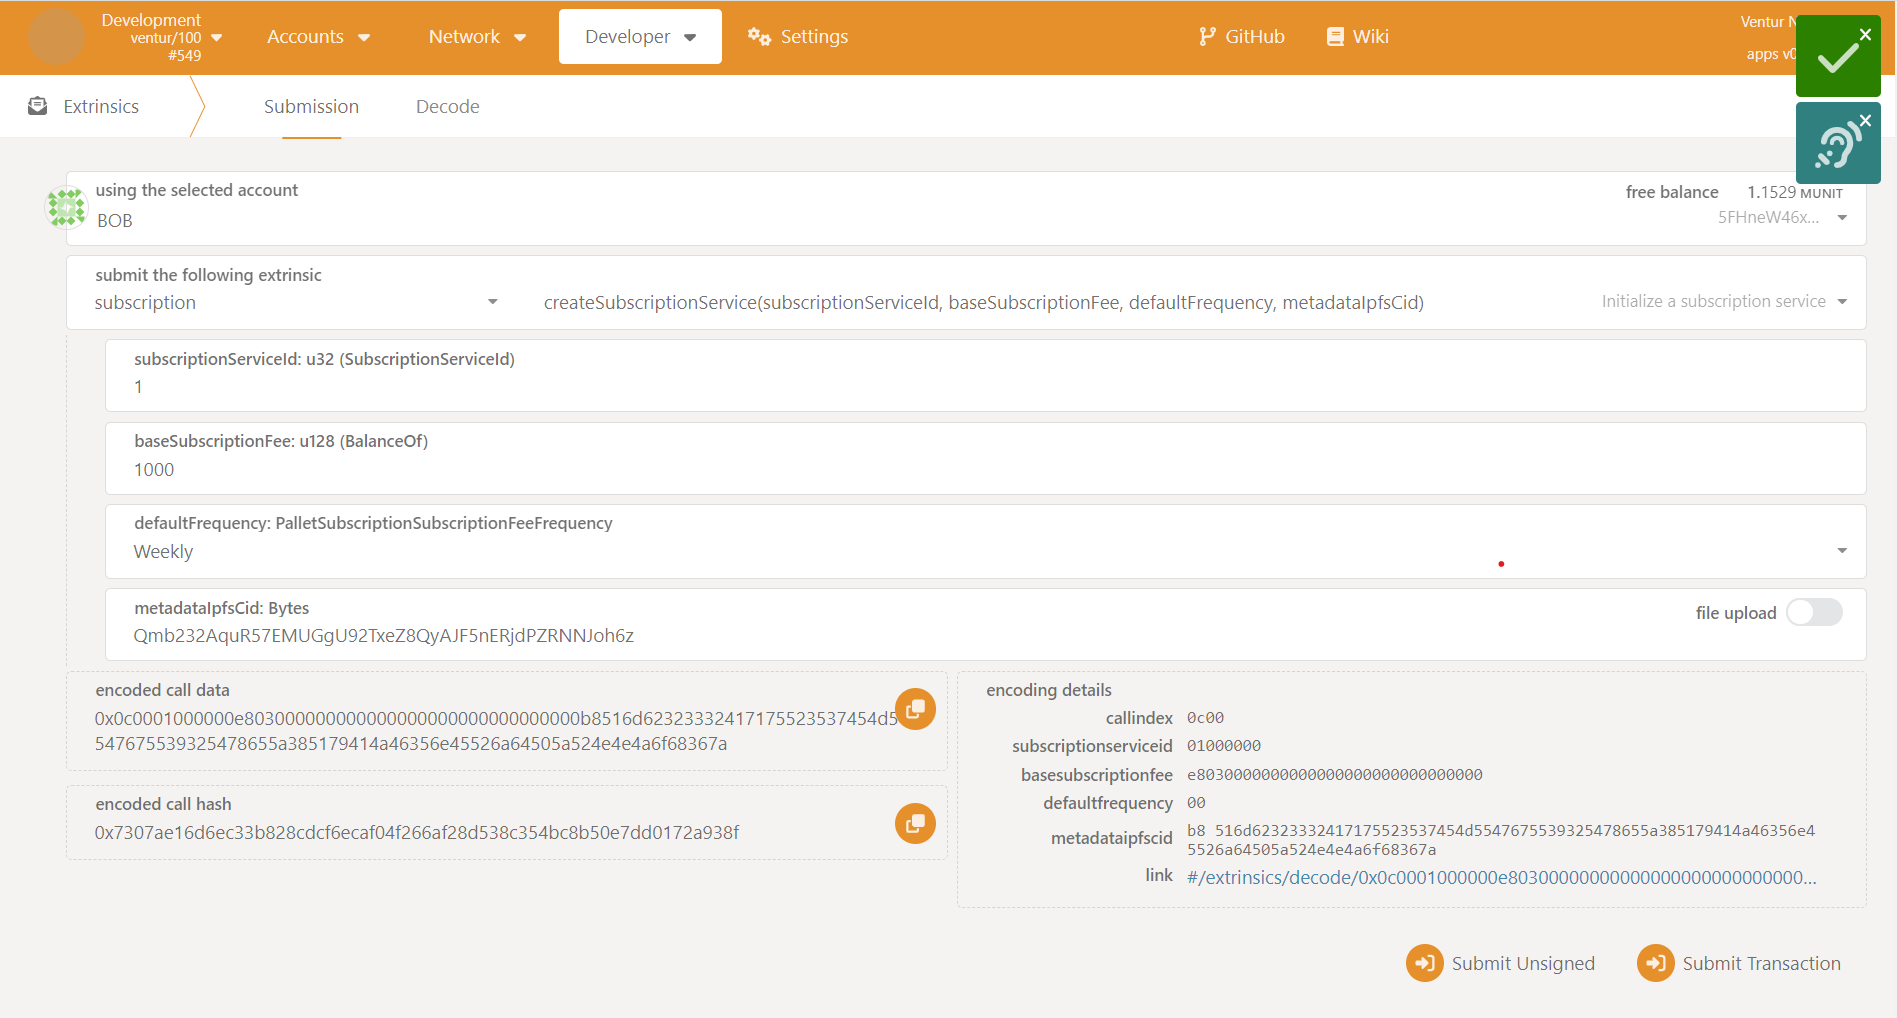 Development
ventur/100
#549
Accounts
Network
Developer
Settings
GitHub
Wiki
Ventur
apps
Extrinsics
Submission
Decode
using the selected account
BOB
free balance 1.1529 MUNIT
5FHneW46x...
submit the following extrinsic
subscription
createSubscriptionService(subscriptionServiceId, baseSubscriptionFee, defaultFrequency, metadataIpfsCid)
Initialize a subscription service
subscriptionServiceId: u32 (SubscriptionServiceId)
1
baseSubscriptionFee: u128 (BalanceOf)
1000
defaultFrequency: PalletSubscriptionSubscriptionFeeFrequency
Weekly
metadataIpfsCid: Bytes
Qmb232AquR57EMUGgU92TxeZ8QyAJF5nERjdPZRNNJoh6z
file upload
encoded call data
0x0c0001000000e8030000000000000000000000000000000b8516d62323332417175523537454d5
547675539325478655a385179414a46356e45526a64505a524e4e4a6f68367a
encoded call hash
0x7307ae16d6ec33b828cdcf6ecaf04f266af28d538c354bc8b50e7dd0172a938f
encoding details
callindex 0c00
subscriptionserviceid 01000000
basesubscriptionfee e8030000000000000000000000000000
defaultfrequency 00
metadataipfscid b8 516d62323332417175523537454d5547675539325478655a385179414a46356e4
5526a64505a524e4e4a6f68367a
link #/extrinsics/decode/0x0c0001000000e80300000000000000000000000000...
Submit Unsigned
Submit Transaction